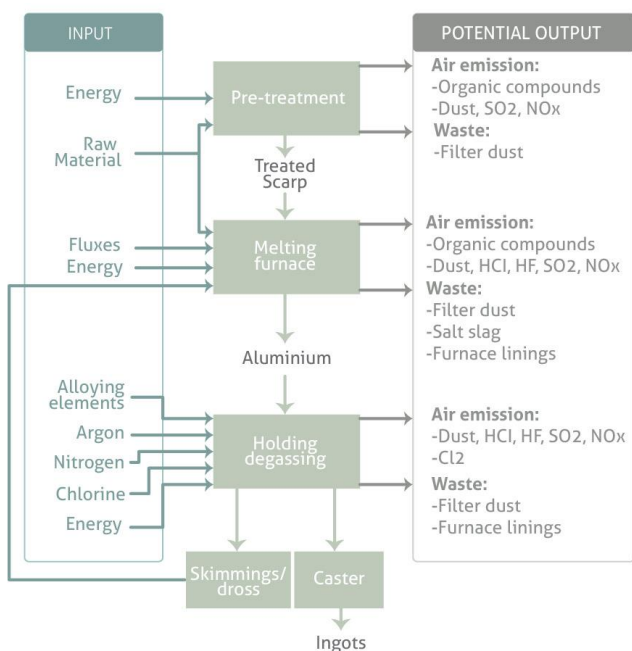 INPUT
POTENTIAL OUTPUT
Energy
Raw
Material
Pre-treatment
Air emission:
-Organic compounds
-Dust, SO2, NOx
Waste:
-Filter dust
Treated
Scarp
Fluxes
Energy
Melting
furnace
Air emission:
-Organic compounds
-Dust, HCI, HF, SO2, NOx
Waste:
-Filter dust
-Salt slag
-Furnace linings
Aluminium
Alloying
elements
Argon
Nitrogen
Chlorine
Energy
Holding
degassing
Air emission:
-Dust, HCI, HF, SO2, NOx
-Cl2
Waste:
-Filter dust
-Furnace linings
Skimmings/
dross
Caster
Ingots